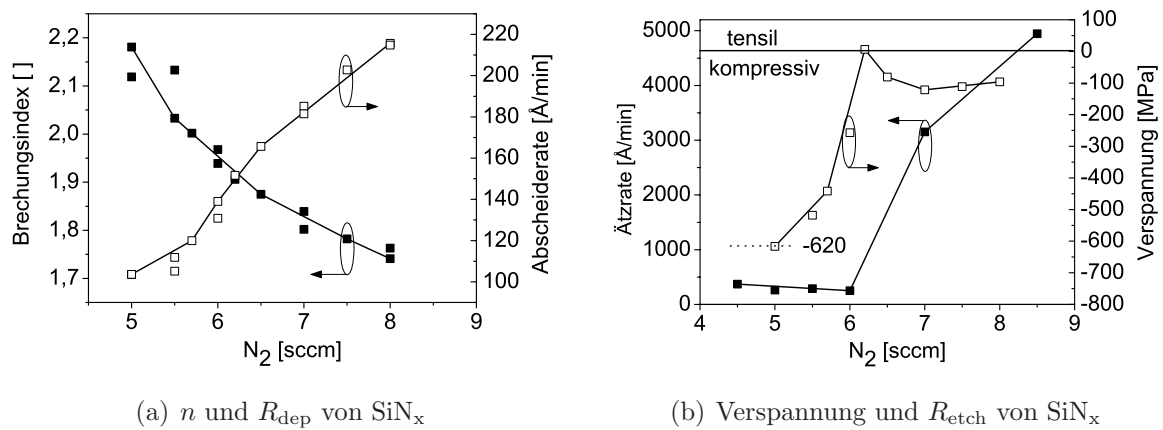 2,2
2,1
2,0
1,9
1,8
1,7
Brechungsindex [ ]
5 6 7 8 9
N2 [sccm]
220
200
180
160
140
120
100
Abscheiderate [Å/min]
(a) n und Rdep von SiNx
5000
4000
3000
2000
1000
0
Ätzrate [Å/min]
tensil
kompressiv
-620
4 5 6 7 8 9
N2 [sccm]
100
0
-100
-200
-300
-400
-500
-600
-700
-800
Verspannung [MPa]
(b) Verspannung und Retch von SiNx